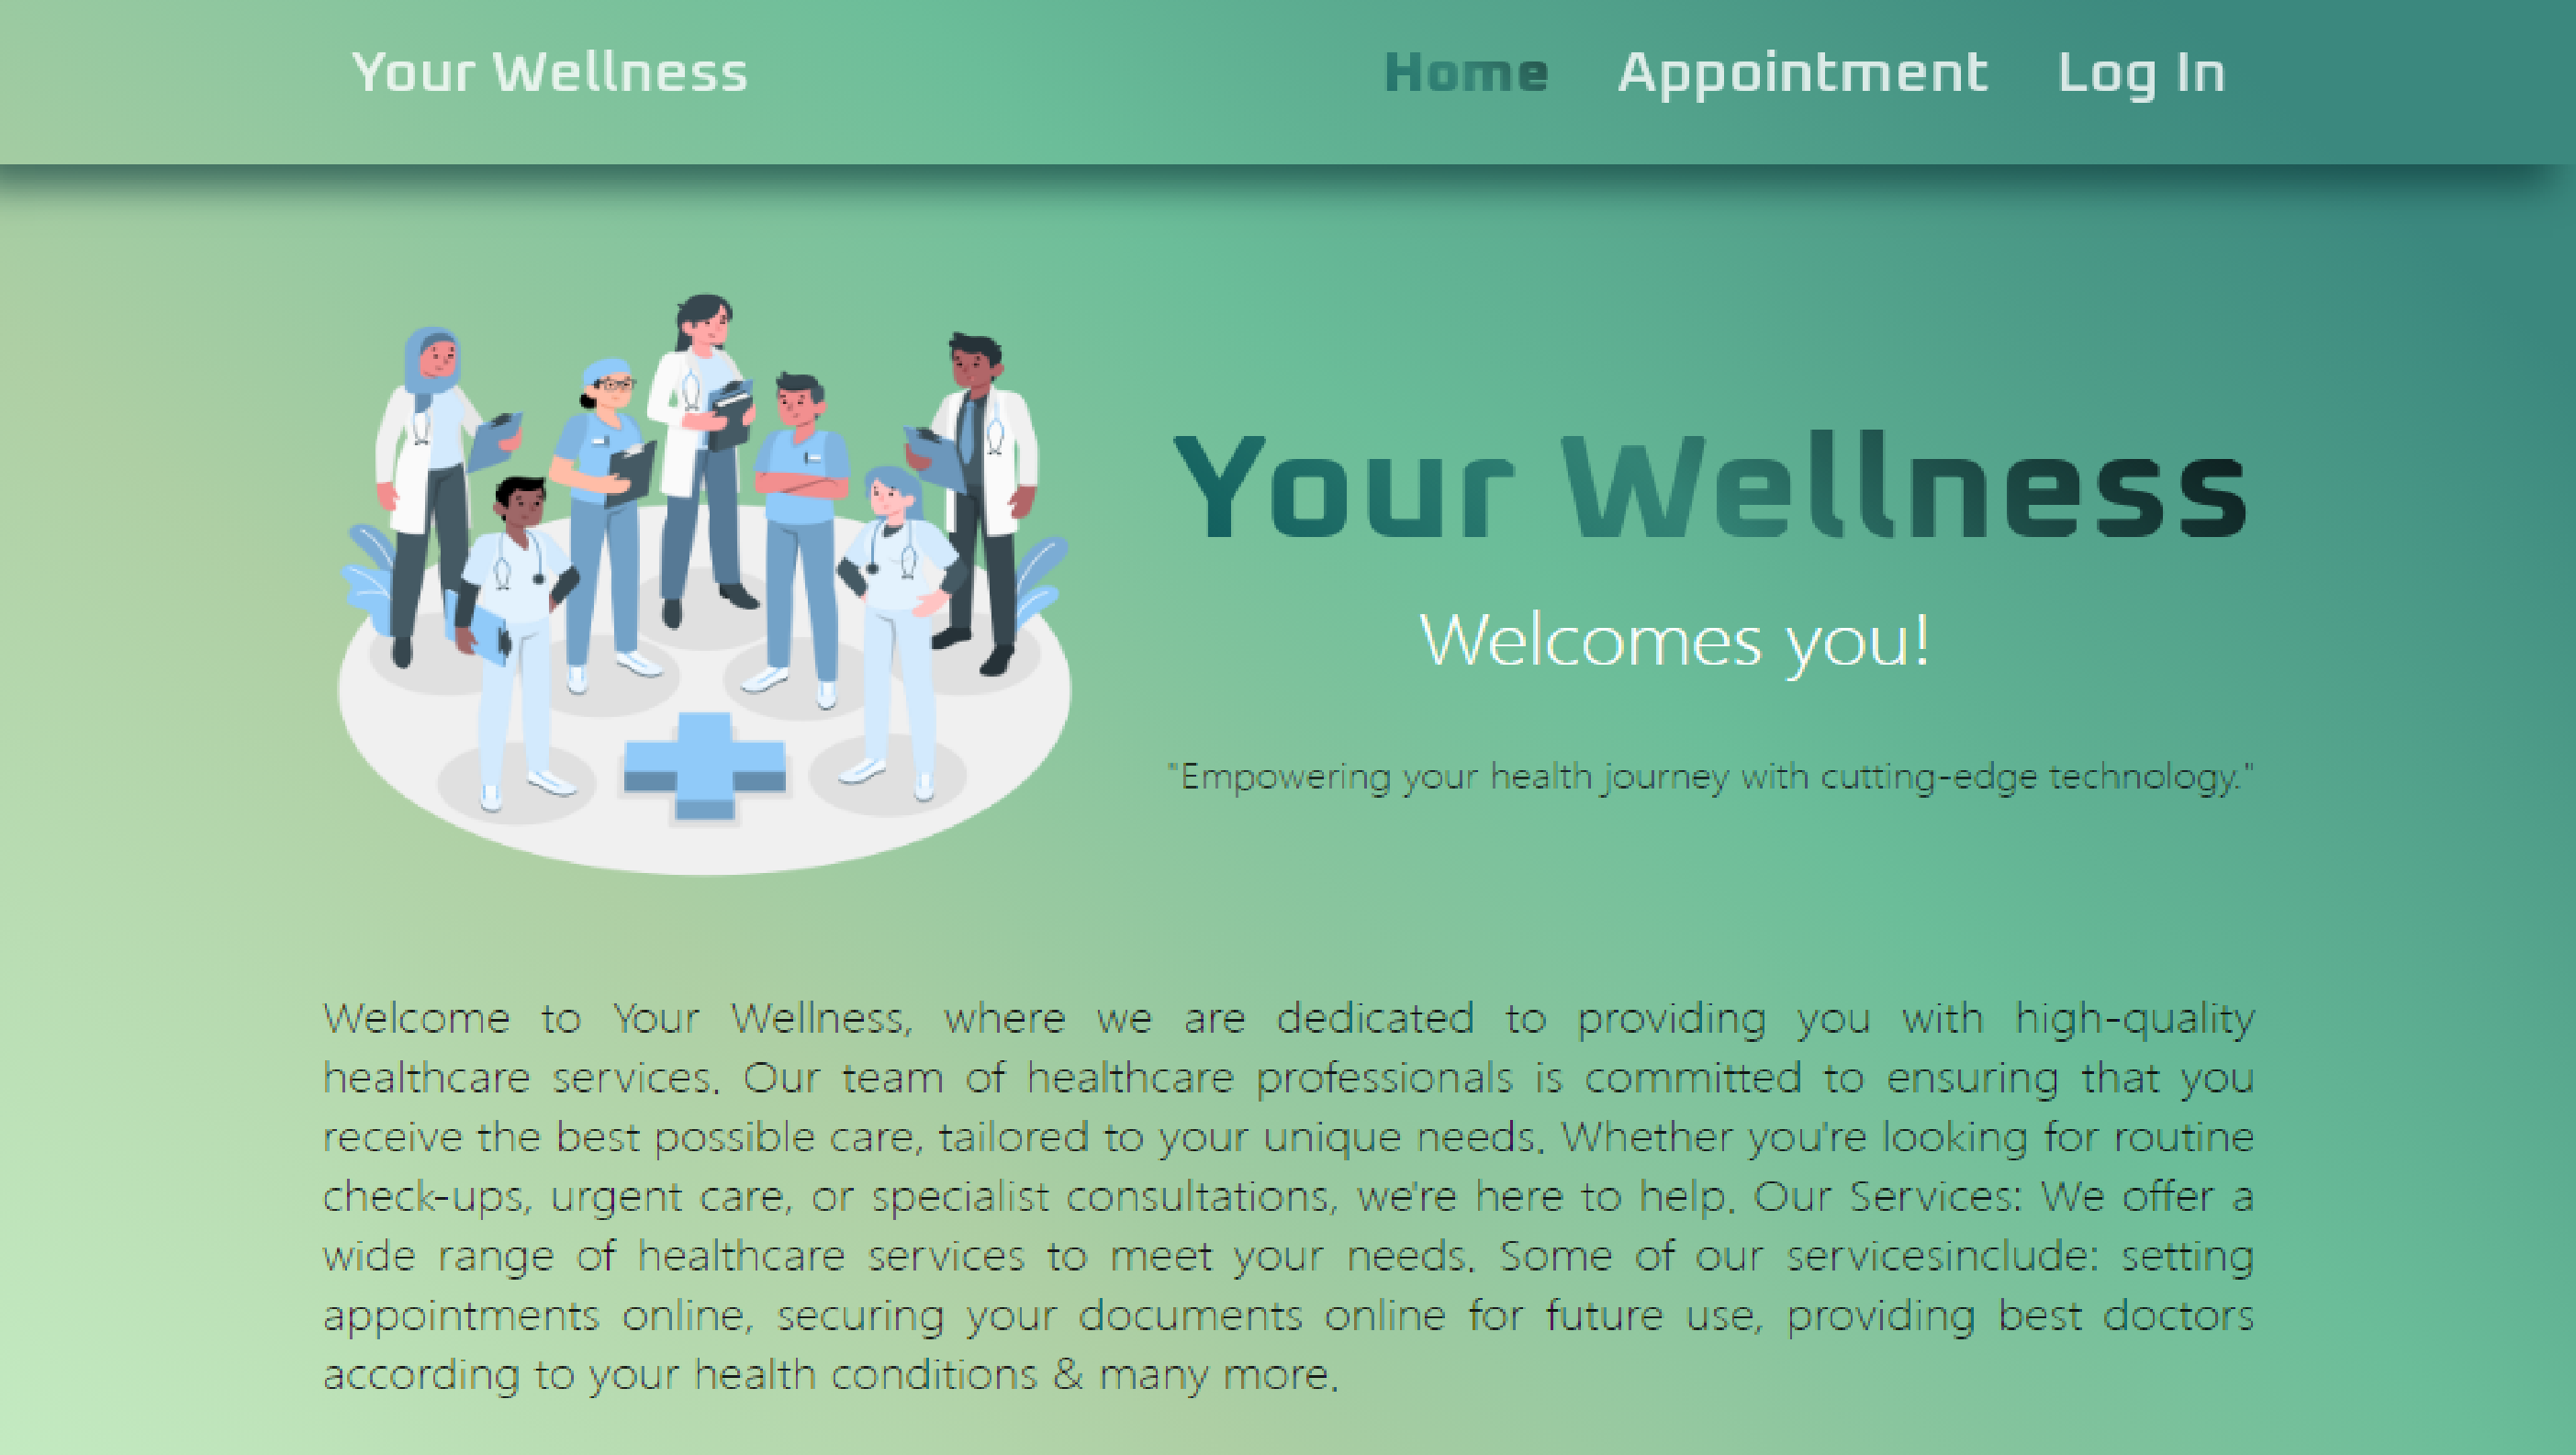 Your Wellness
Home Appointment Log In
Your Wellness
Welcomes you!
"Empowering your health journey with cutting-edge technology."
Welcome to Your Wellness, where we are dedicated to providing you with high-quality
healthcare services. Our team of healthcare professionals is committed to ensuring that you
receive the best possible care, tailored to your unique needs. Whether you're looking for routine
check-ups, urgent care, or specialist consultations, we're here to help. Our Services: We offer a
wide range of healthcare services to meet your needs. Some of our servicesinclude: setting
appointments online, securing your documents online for future use, providing best doctors
according to your health conditions & many more.